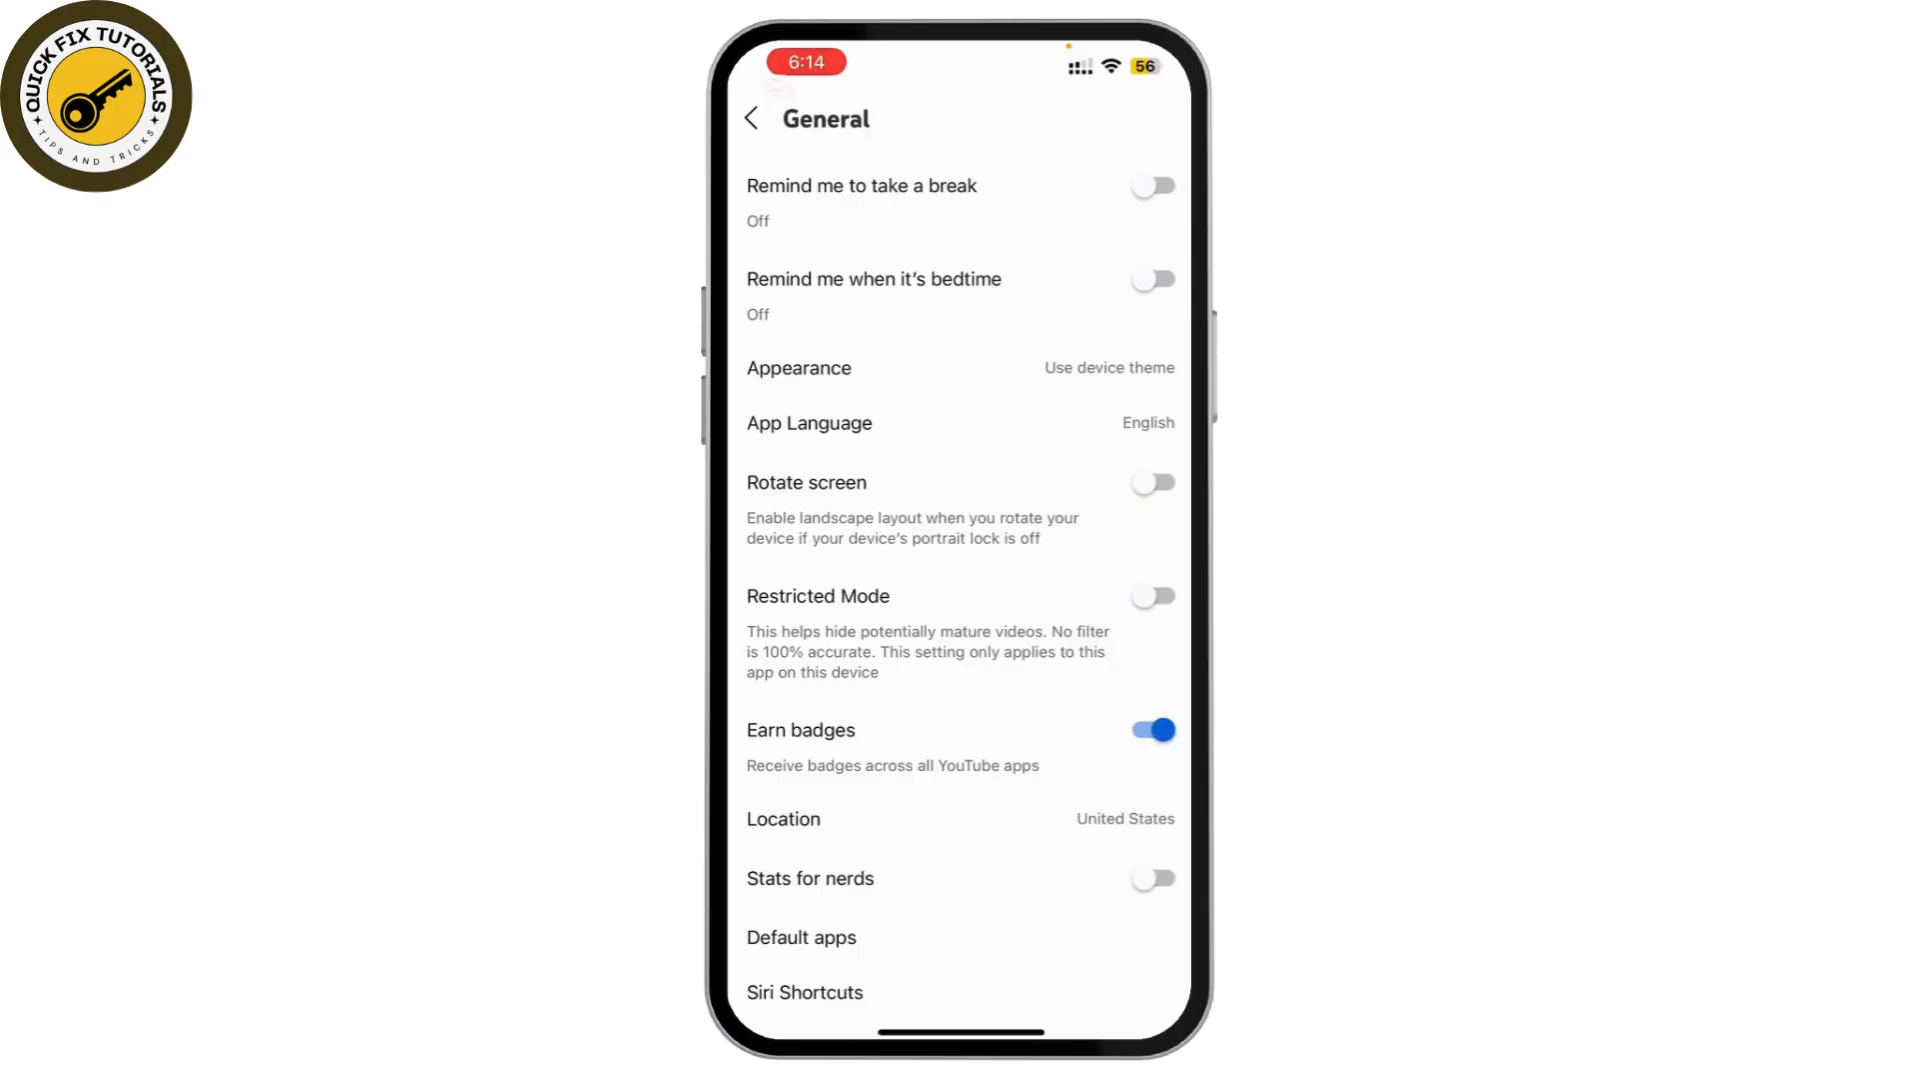 QUICK FIX TUTORIALS
TIPS AND TRICKS
6:14
56
General
Remind me to take a break
Off
Remind me when it's bedtime
Off
Appearance
Use device theme
App Language
English
Rotate screen
Enable landscape layout when you rotate your
device if your device's portrait lock is off
Restricted Mode
This helps hide potentially mature videos. No filter
is 100% accurate. This setting only applies to this
app on this device
Earn badges
Receive badges across all YouTube apps
Location
United States
Stats for nerds
Default apps
Siri Shortcuts